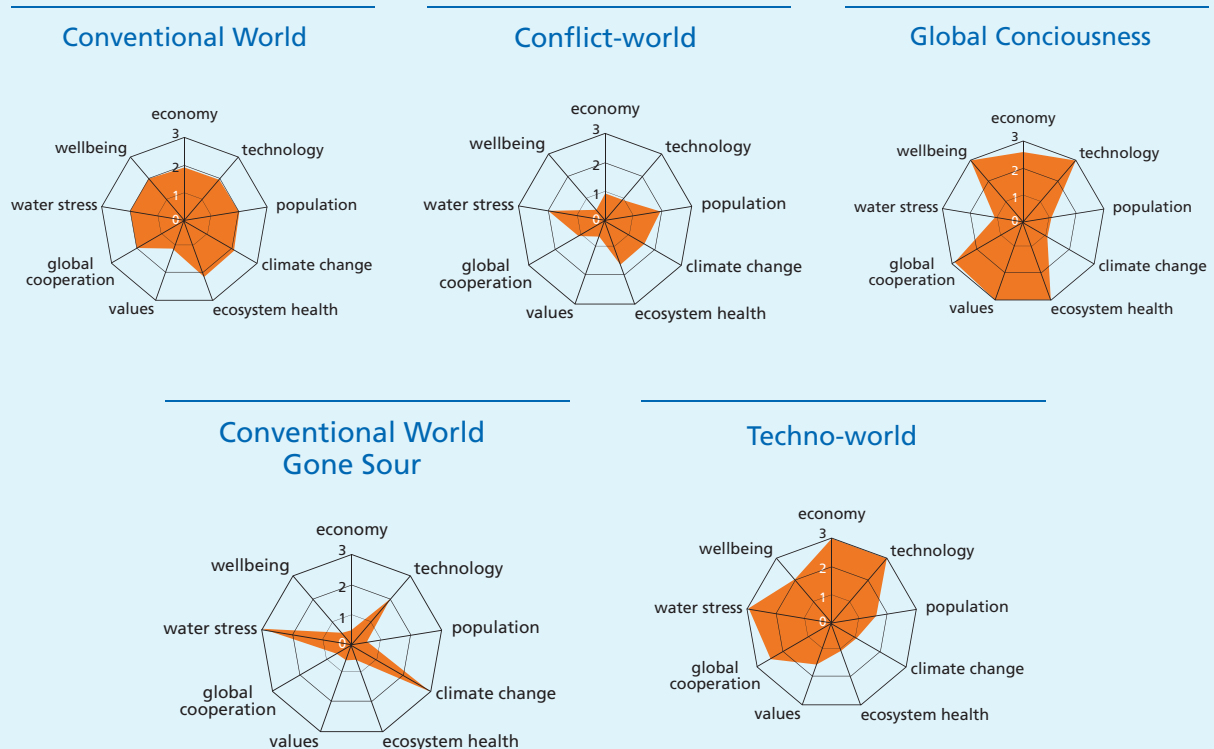 Conventional World
economy
3
wellbeing
technology
2
1
water stress
population
0
global
cooperation
climate change
values
ecosystem health
Conflict-world
economy
3
wellbeing
technology
2
1
water stress
population
0
global
cooperation
climate change
values
ecosystem health
Global Conciousness
economy
3
wellbeing
technology
2
1
water stress
population
0
global
cooperation
climate change
values
ecosystem health
Conventional World
Gone Sour
economy
3
wellbeing
technology
2
1
water stress
population
0
global
cooperation
climate change
values
ecosystem health
Techno-world
economy
3
wellbeing
technology
2
1
water stress
population
0
global
cooperation
climate change
values
ecosystem health